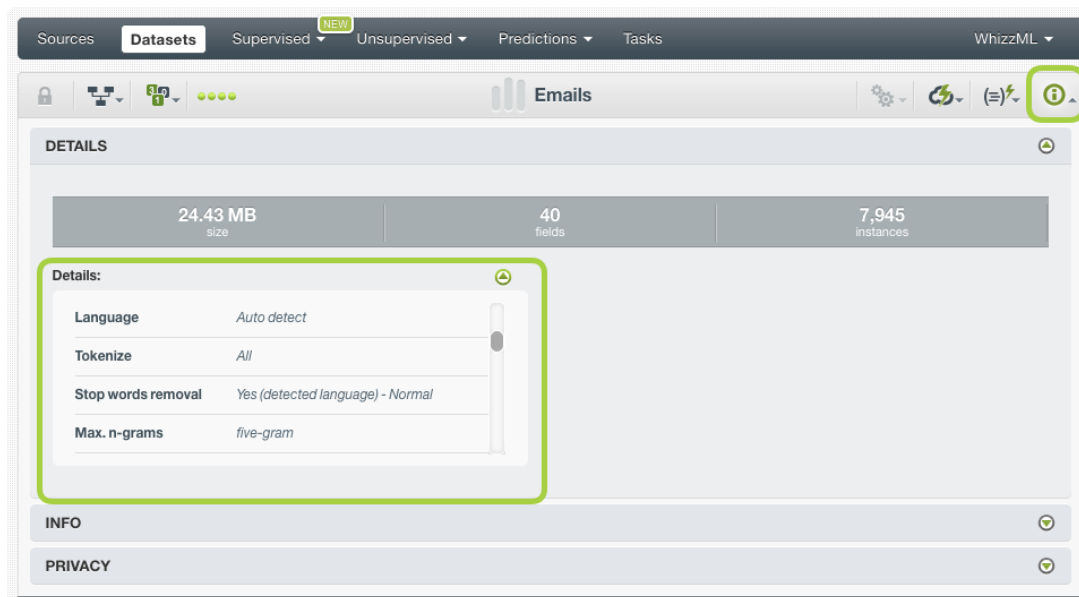 NEW
Sources Datasets Supervised Unsupervised Predictions Tasks WhizzML
Emails
DETAILS
24.43 MB 40 7,945
size fields instances
Details:
Language Auto detect
Tokenize All
Stop words removal Yes (detected language) - Normal
Max. n-grams five-gram
INFO
PRIVACY